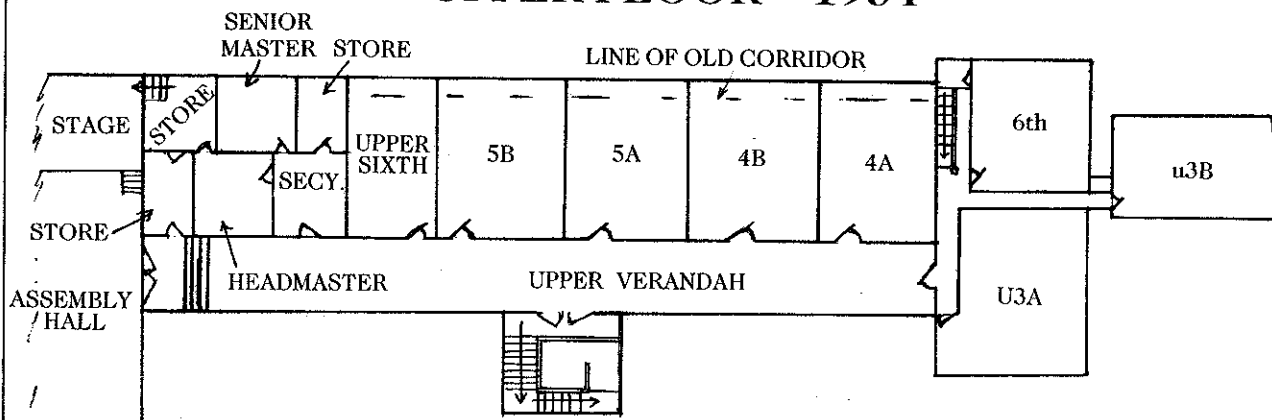 SENIOR
MASTER
STORE
LINE OF OLD CORRIDOR
STAGE
STORE
UPPER
SIXTH
5B
5A
4B
4A
6th
u3B
SECY.
STORE
HEADMASTER
UPPER VERANDAH
U3A
ASSEMBLY
HALL